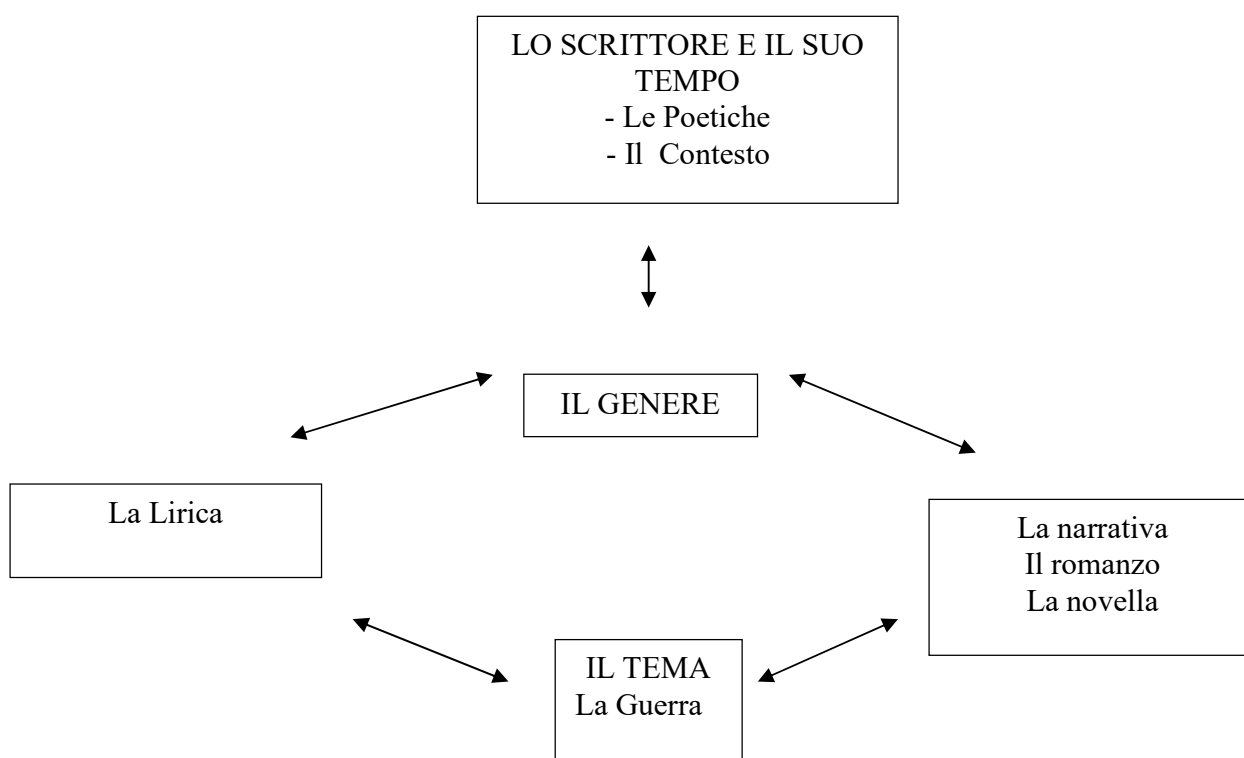 LO SCRITTORE E IL SUO
TEMPO
- Le Poetiche
- Il  Contesto
IL GENERE
La Lirica
La narrativa
Il romanzo
La novella
IL TEMA
La Guerra